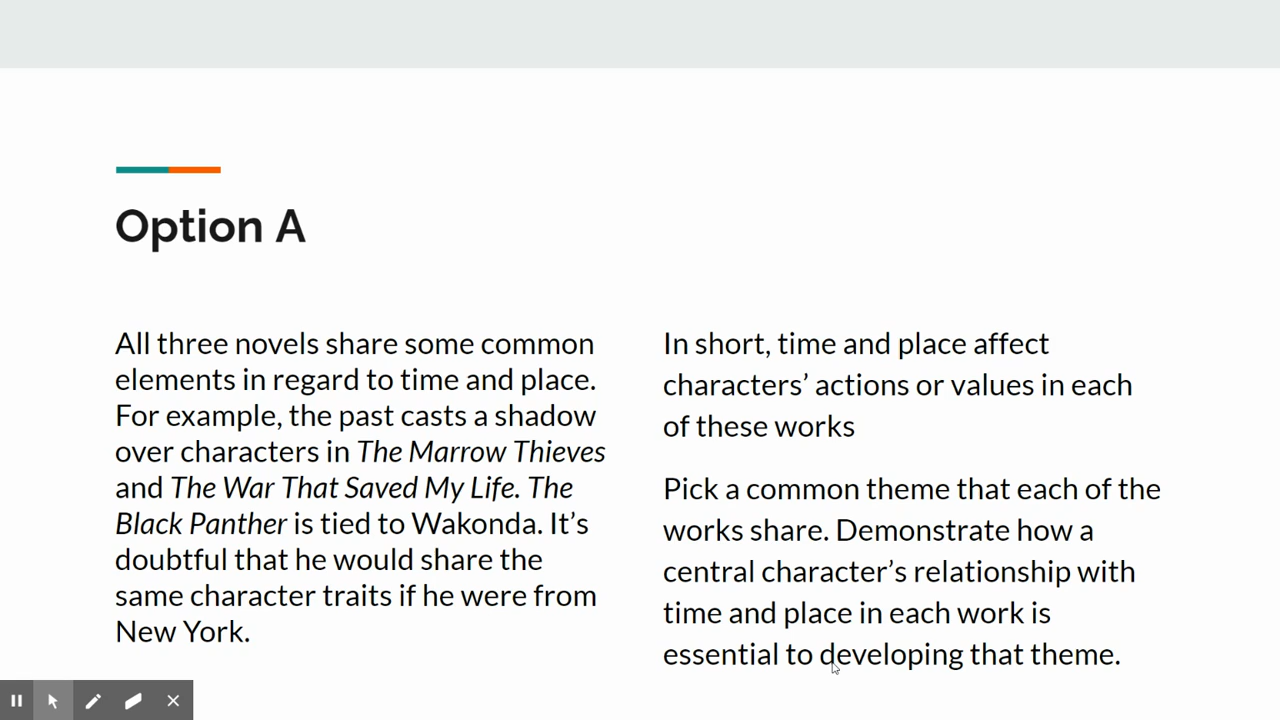 Option A
All three novels share some common
elements in regard to time and place.
For example, the past casts a shadow
over characters in The Marrow Thieves
and The War That Saved My Life. The
Black Panther is tied to Wakonda. It’s
doubtful that he would share the
same character traits if he were from
New York.
In short, time and place affect
characters’ actions or values in each
of these works
Pick a common theme that each of the
works share. Demonstrate how a
central character’s relationship with
time and place in each work is
essential to developing that theme.